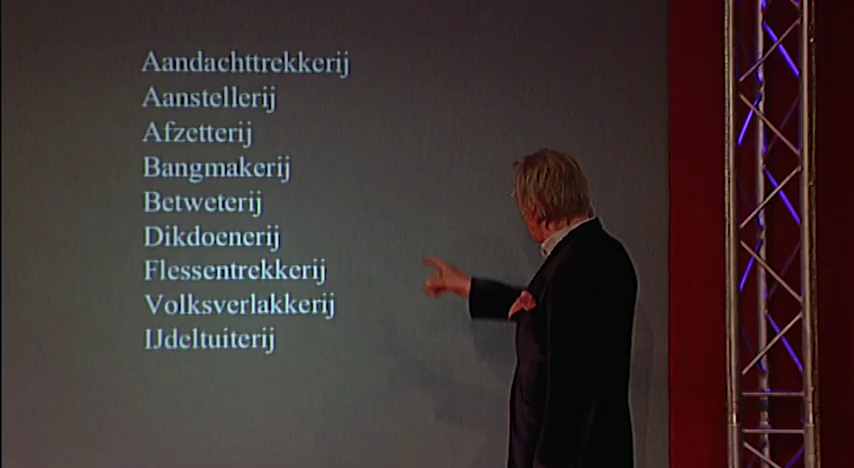 Aandachttrekkerij
Aanstellerij
Afzetterij
Bangmakerij
Betweterij
Dikdoenerij
Flessentrekkerij
Volksverlakkerij
IJdeltuiterij